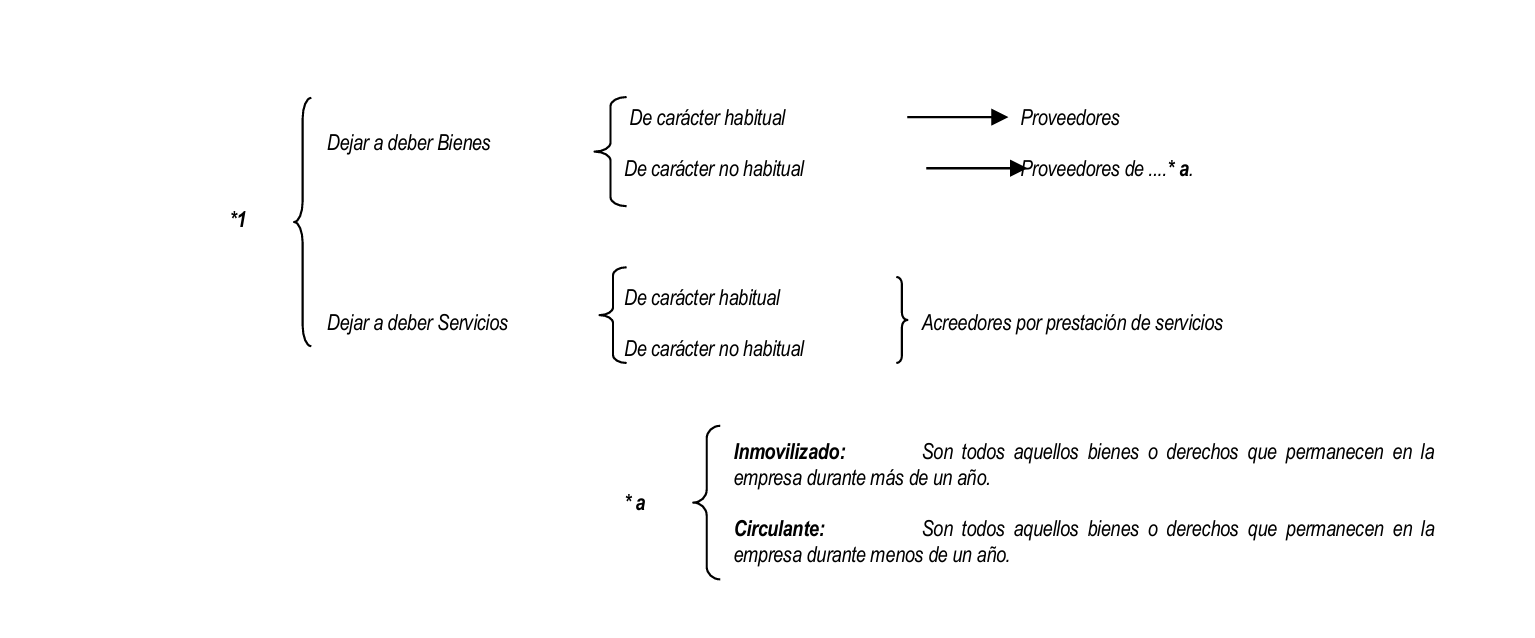 De carácter habitual Proveedores
Dejar a deber Bienes
De carácter no habitual Proveedores de ....* a.
*1
De carácter habitual
Dejar a deber Servicios Acreedores por prestación de servicios
De carácter no habitual
Inmovilizado: Son todos aquellos bienes o derechos que permanecen en la
empresa durante más de un año.
* a
Circulante: Son todos aquellos bienes o derechos que permanecen en la
empresa durante menos de un año.